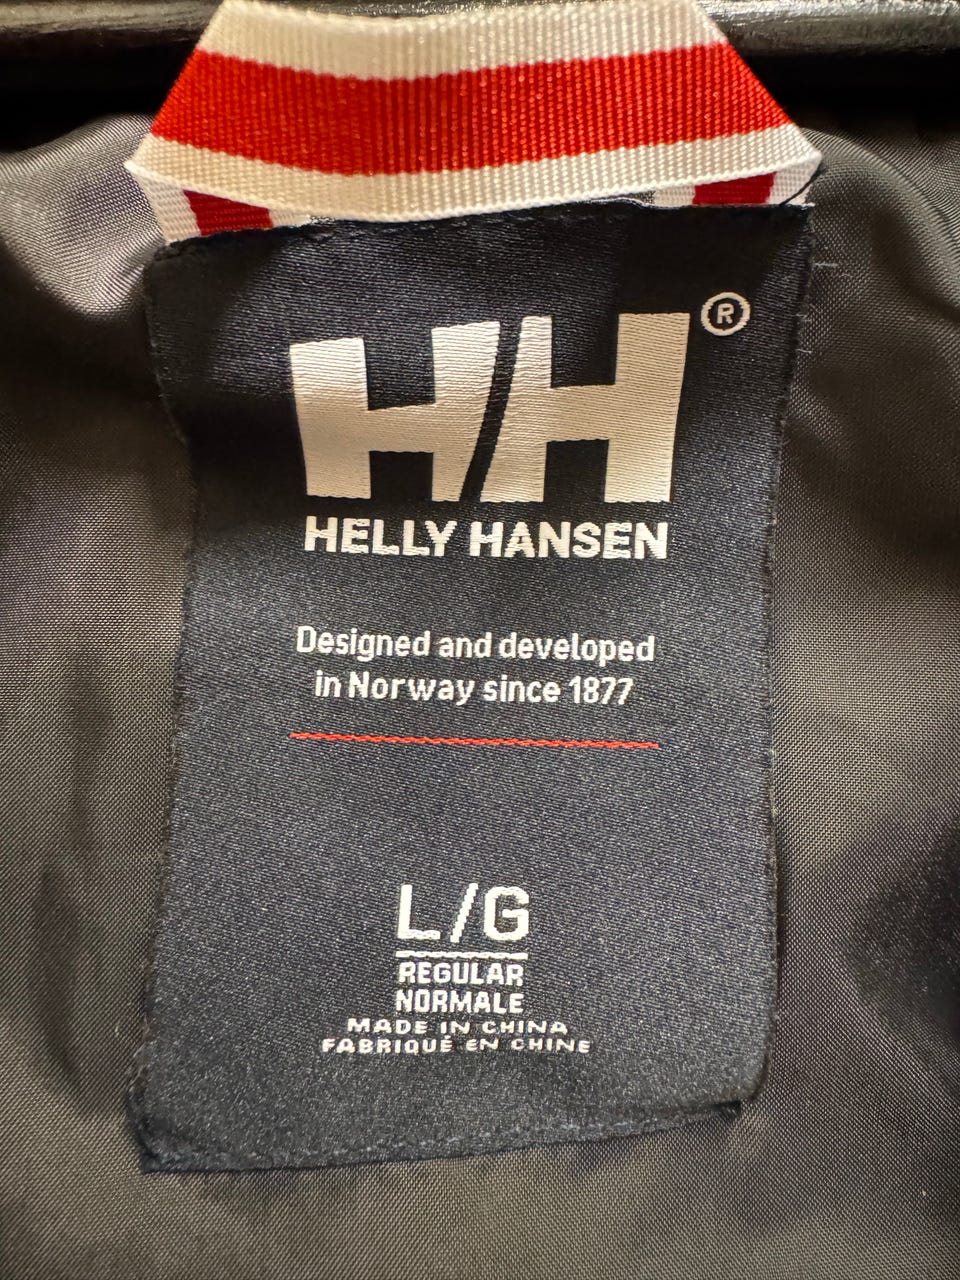 HH®
HELLY HANSEN
Designed and developed
in Norway since 1877
L/G
REGULAR
NORMALE
MADE IN CHINA
FABRIQUÉ EN CHINE